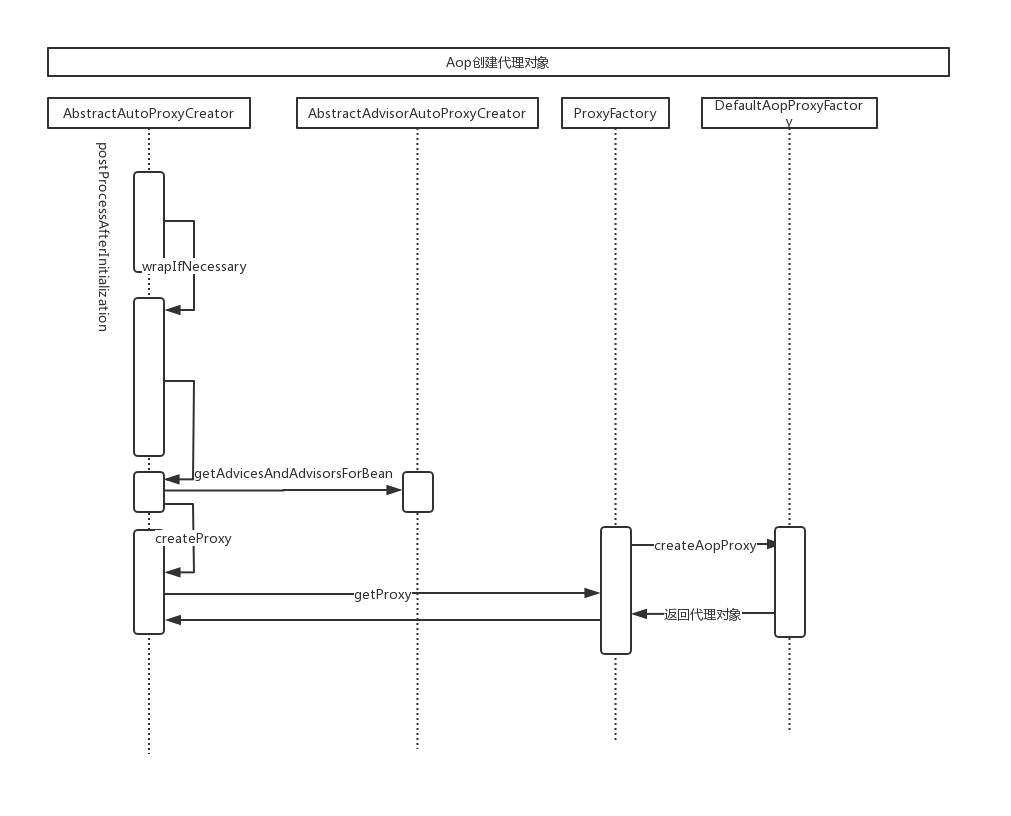 Aop创建代理对象
AbstractAutoProxyCreator
AbstractAdvisorAutoProxyCreator
ProxyFactory
DefaultAopProxyFactor
y
postProcessAfterInitialization
wrapIfNecessary
getAdvicesAndAdvisorsForBean
createProxy
createAopProxy
getProxy
返回代理对象